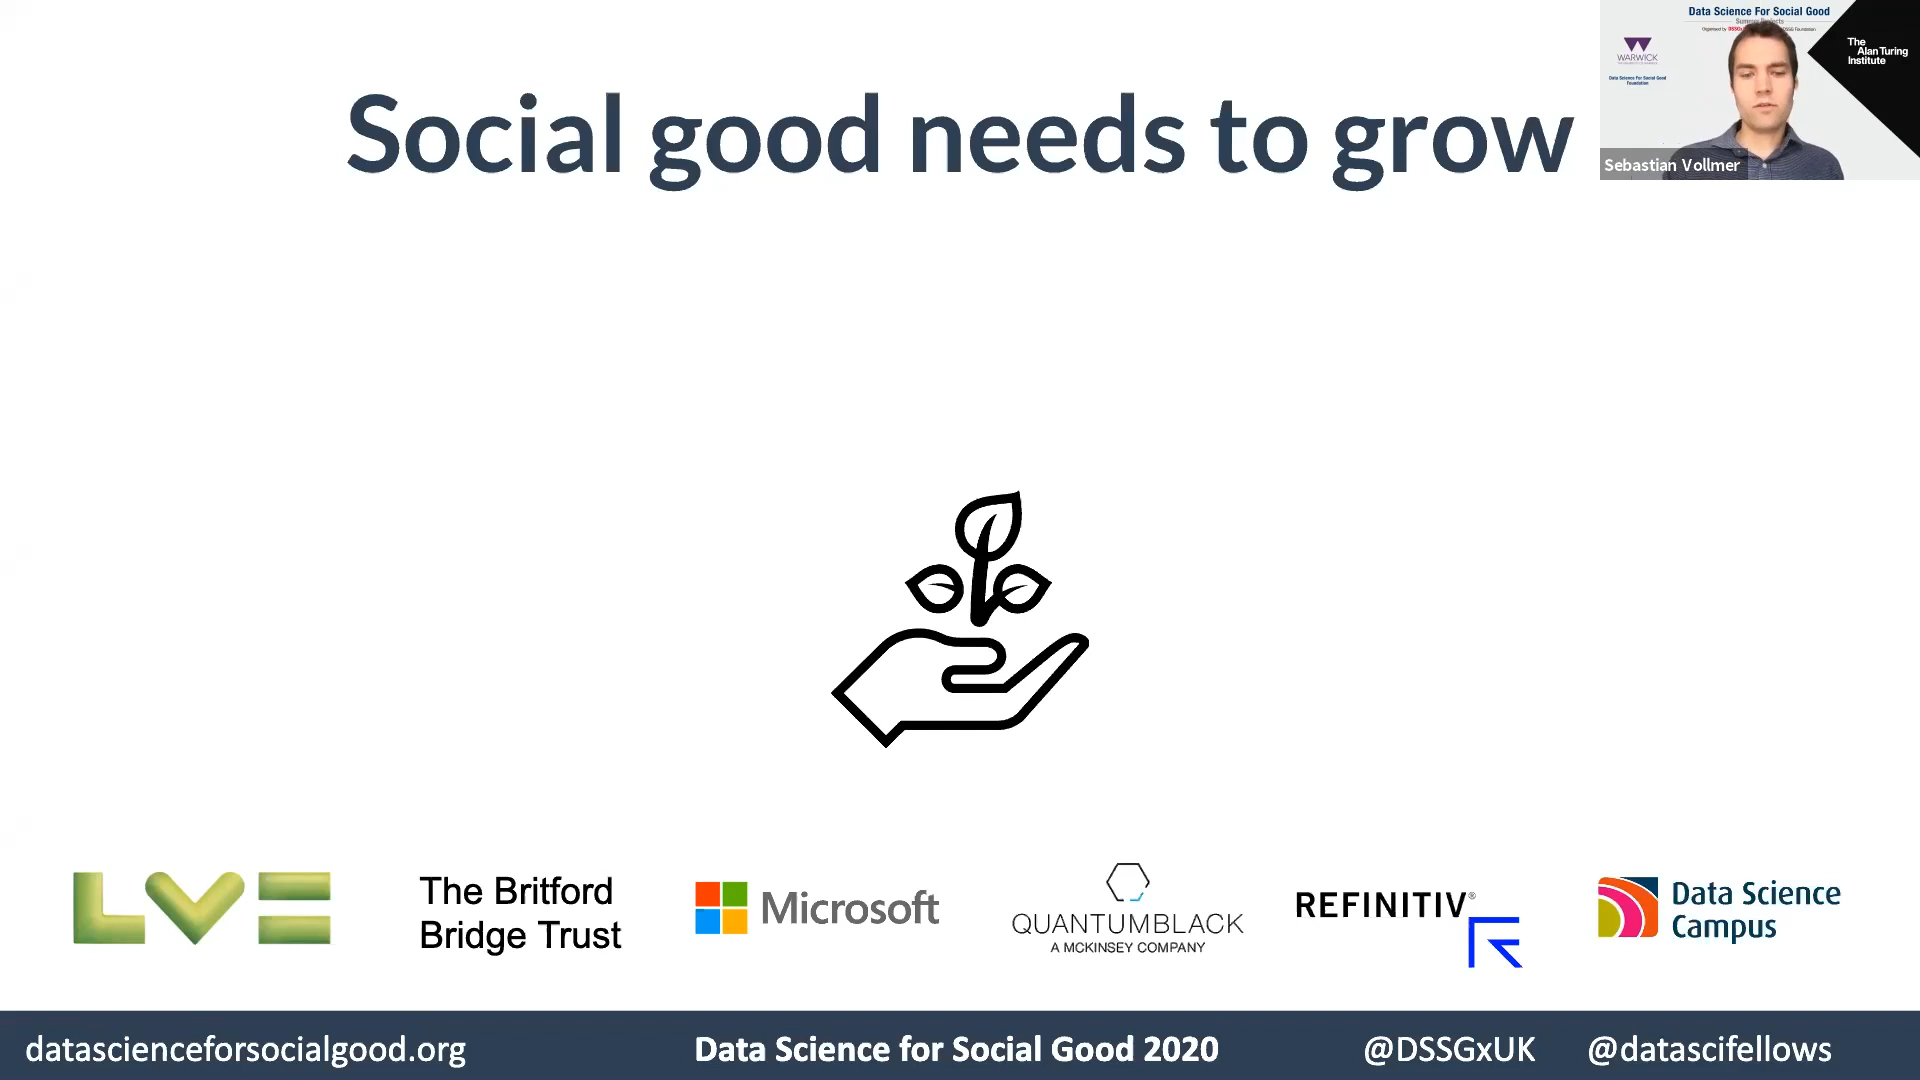 Social good needs to grow
Data Science For Social Good
WARWICK
Data Science For Social Good
Foundation
The
Alan Turing
Institute
Sebastian Vollmer
LVE
The Britford
Bridge Trust
Microsoft
QUANTUMBLACK
A MCKINSEY COMPANY
REFINITIV®
Data Science
Campus
datascienceforsocialgood.org
Data Science for Social Good 2020
@DSSGxUK
@datascifellows